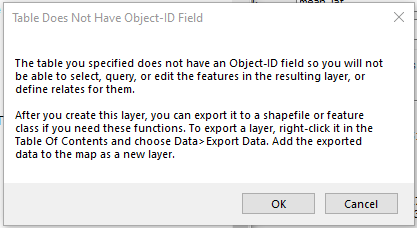 mean_lat
Table Does Not Have Object-ID Field
The table you specified does not have an Object-ID field so you will not
be able to select, query, or edit the features in the resulting layer, or
define relates for them.
After you create this layer, you can export it to a shapefile or feature
class if you need these functions. To export a layer, right-click it in the
Table Of Contents and choose Data>Export Data. Add the exported
data to the map as a new layer.
OK
Cancel